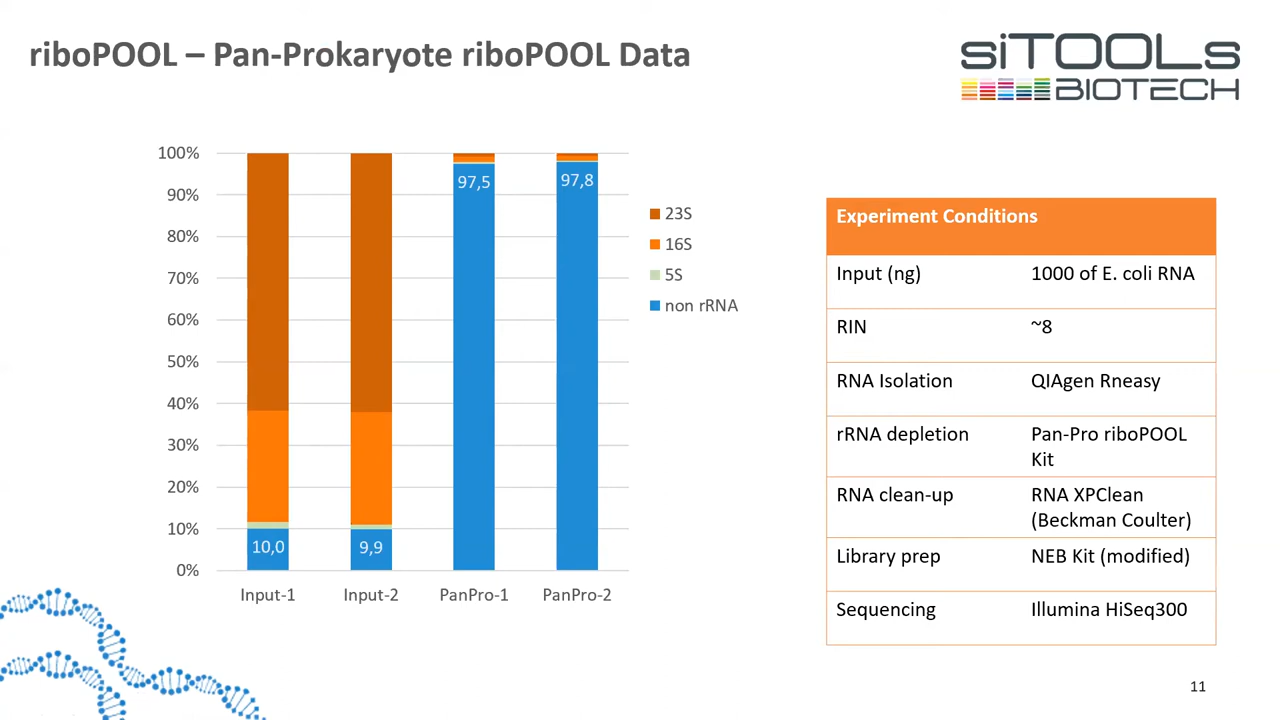 riboPOOL – Pan-Prokaryote riboPOOL Data
siTOOLs
BIOTECH
100%
90%
80%
70%
60%
50%
40%
30%
20%
10%
0%
10,0
9,9
97,5
97,8
Input-1
Input-2
PanPro-1
PanPro-2
23S
16S
5S
non rRNA
Experiment Conditions
Input (ng) 1000 of E. coli RNA
RIN ~8
RNA Isolation QIAgen Rneasy
rRNA depletion Pan-Pro riboPOOL
Kit
RNA clean-up RNA XPClean
(Beckman Coulter)
Library prep NEB Kit (modified)
Sequencing Illumina HiSeq300
11